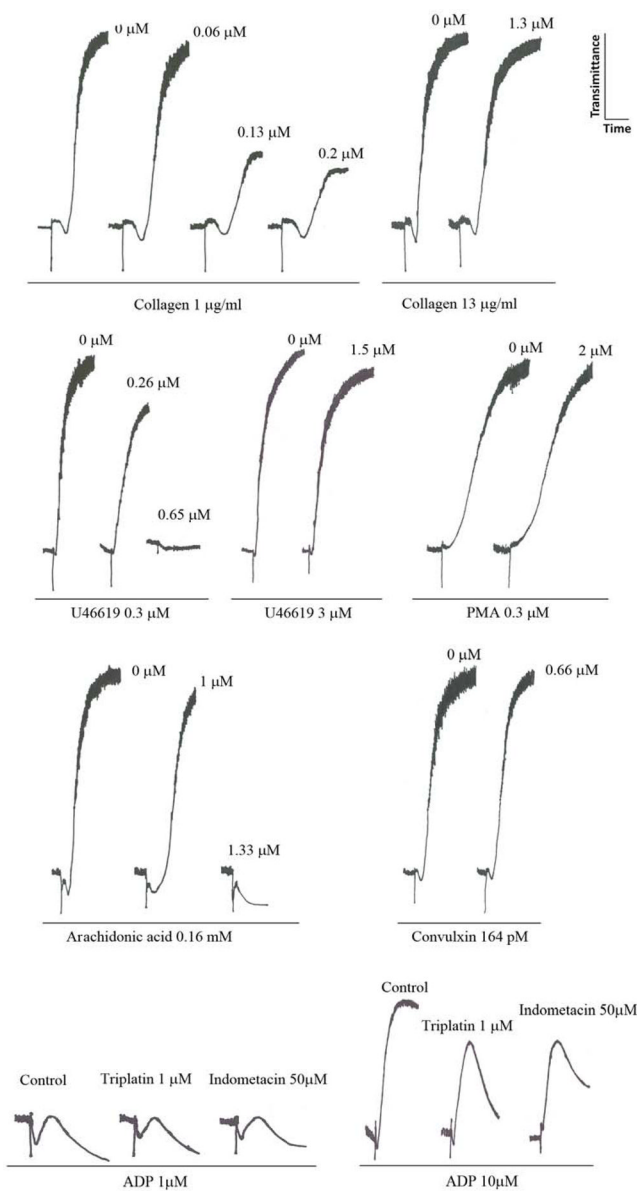 0 μM 0.06 μM 0.13 μM 0.2 μM
Collagen 1 μg/ml
0 μM 1.3 μM
Collagen 13 μg/ml
Transimittance
Time
0 μM 0.26 μM 0.65 μM
U46619 0.3 μM
0 μM 1.5 μM
U46619 3 μM
0 μM 2 μM
PMA 0.3 μM
0 μM 1 μM 1.33 μM
Arachidonic acid 0.16 mM
0 μM 0.66 μM
Convulxin 164 pM
Control Triplatin 1 μM Indometacin 50μM
ADP 1μM
Control Triplatin 1 μM Indometacin 50μM
ADP 10μM